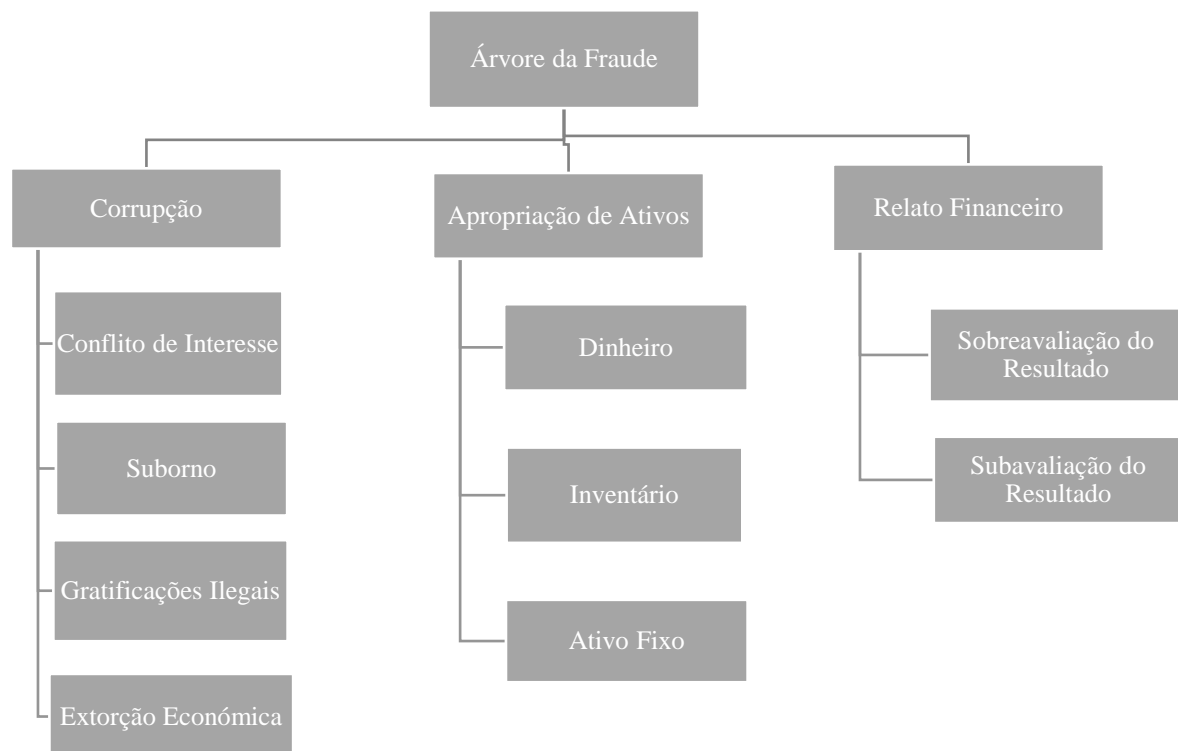 Árvore da Fraude
Corrupção
Conflito de Interesse
Suborno
Gratificações Ilegais
Extorção Económica
Apropriação de Ativos
Dinheiro
Inventário
Ativo Fixo
Relato Financeiro
Sobreavaliação do
Resultado
Subavaliação do
Resultado